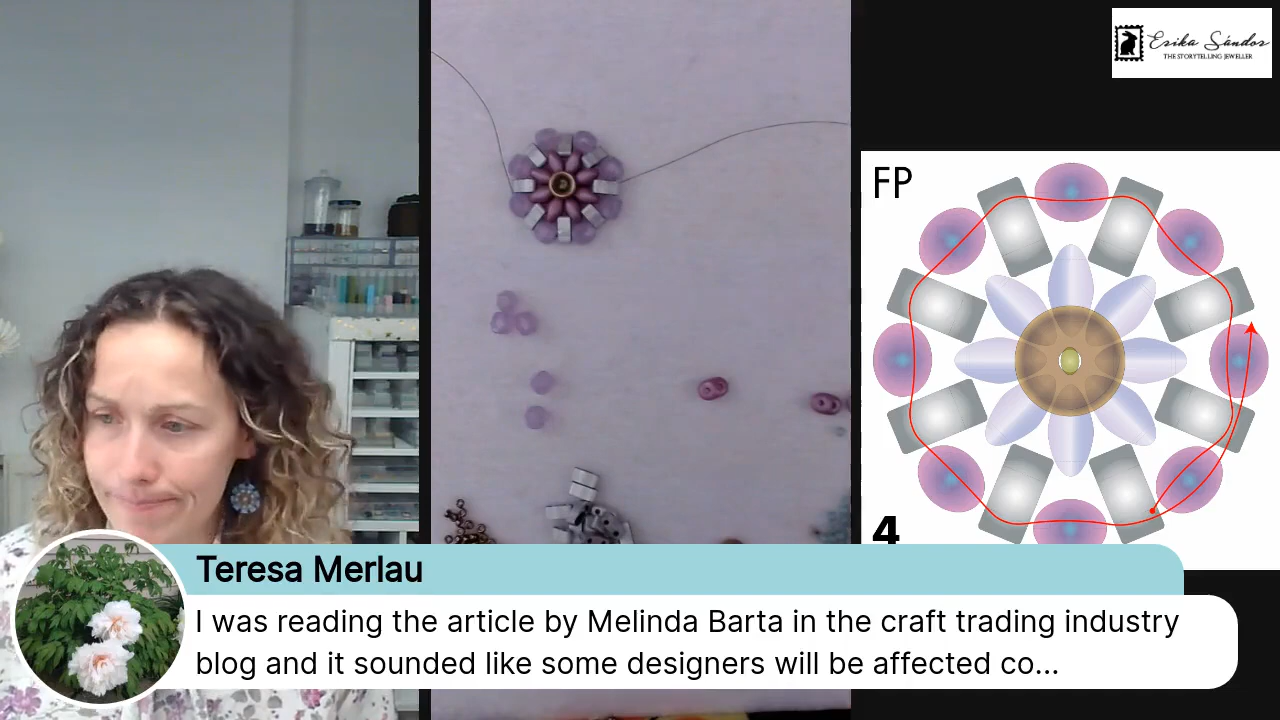 Erika Sándor
THE STORYTELLING JEWELLER
FP
4
Teresa Merlau
I was reading the article by Melinda Barta in the craft trading industry
blog and it sounded like some designers will be affected co...